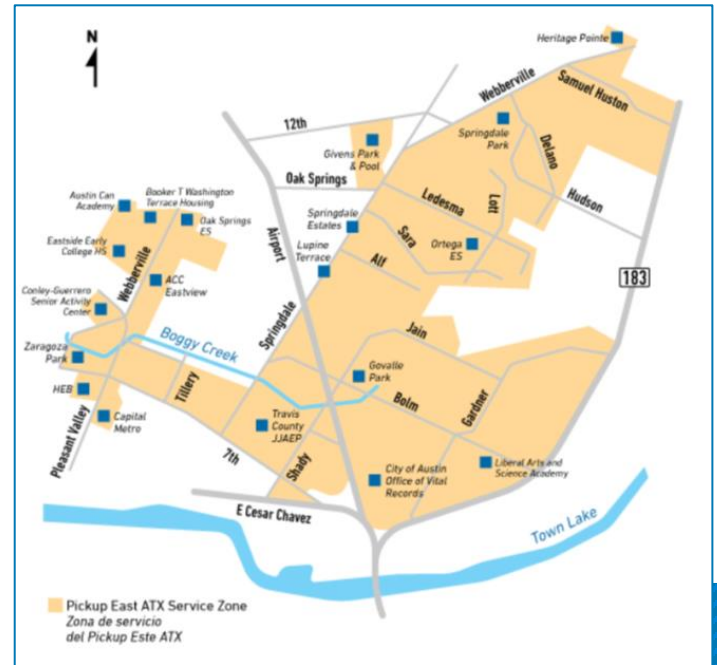 N
Heritage Pointe
Webberville
Samuel Huston
12th
Springdale
Park
Delano
Givens Park
& Pool
Oak Springs
Austin Can
Academy
Booker T Washington
Terrace Housing
Oak Springs
ES
Ledesma
Lott
Hudson
Springdale
Estates
Airport
Sara
Ortega
ES
Eastside Early
College HS
Webberville
Lupine
Terrace
Alf
183
ACC
Eastview
Conley-Guerrero
Senior Activity
Center
Springdale
Boggy Creek
Jain
Zaragoza
Park
Govalle
Park
HEB
Tillery
Bolm
Gardner
Capital
Metro
Pleasant Valley
Travis
County
JJAEP
7th
Shady
City of Austin
Office of Vital
Records
Liberal Arts and
Science Academy
E Cesar Chavez
Town Lake
Pickup East ATX Service Zone
Zona de servicio
del Pickup Este ATX